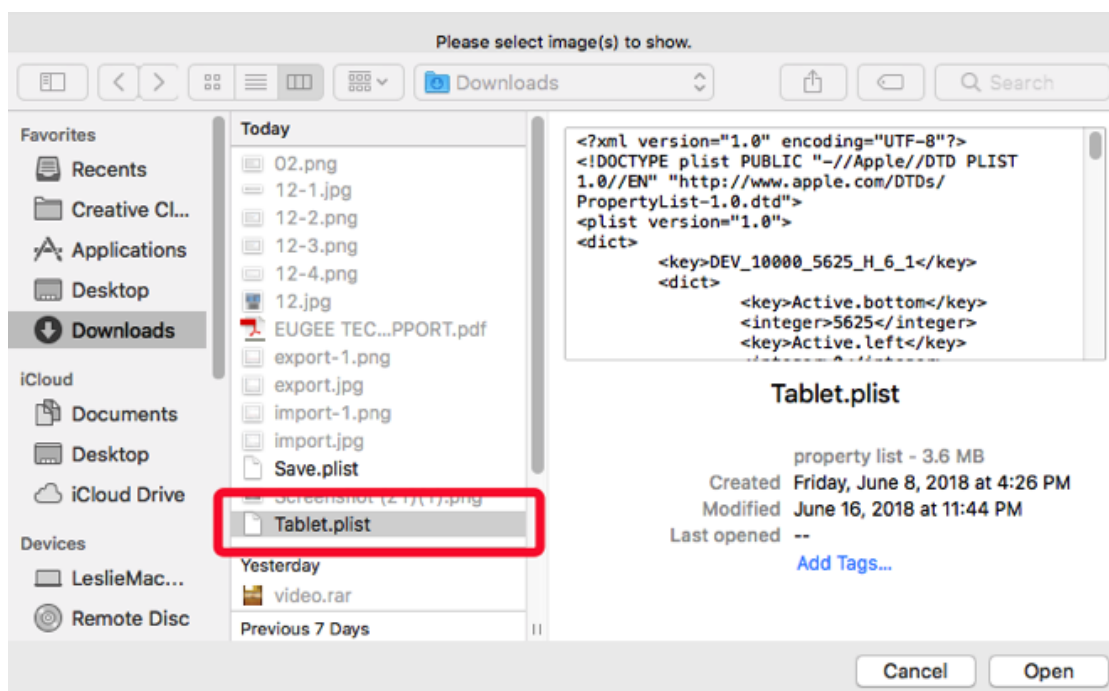 Please select image(s) to show.
Downloads
Search
Favorites
Recents
Creative Cl...
Applications
Desktop
Downloads
iCloud
Documents
Desktop
iCloud Drive
Devices
LeslieMac...
Remote Disc
Today
02.png
12-1.jpg
12-2.png
12-3.png
12-4.png
12.jpg
EUGEE TEC...PPORT.pdf
export-1.png
export.jpg
import-1.png
import.jpg
Save.plist
Screenshot (21)(1).png
Tablet.plist
Yesterday
video.rar
Previous 7 Days
<?xml version="1.0" encoding="UTF-8"?>
<!DOCTYPE plist PUBLIC "-//Apple//DTD PLIST
1.0//EN" "http://www.apple.com/DTDs/
PropertyList-1.0.dtd">
<plist version="1.0">
<dict>
<key>DEV_10000_5625_H_6_1</key>
<dict>
<key>Active.bottom</key>
<integer>5625</integer>
<key>Active.left</key>
Tablet.plist
property list - 3.6 MB
Created Friday, June 8, 2018 at 4:26 PM
Modified June 16, 2018 at 11:44 PM
Last opened --
Add Tags...
Cancel
Open